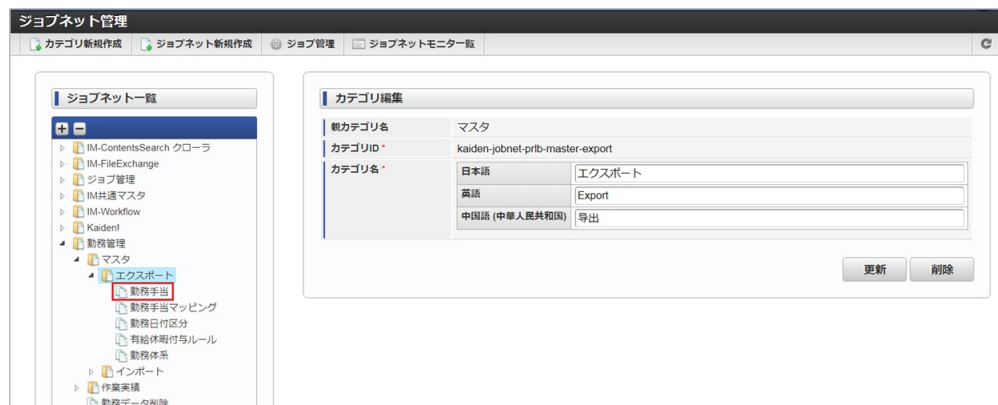 ジョブネット管理
カテゴリ新規作成 ジョブネット新規作成 ジョブ管理 ジョブネットモニタ一覧
ジョブネット一覧
IM-ContentsSearch クローラ
IM-FileExchange
ジョブ管理
IM共通マスタ
IM-Workflow
Kaiden!
勤務管理
マスタ
エクスポート
勤務手当
勤務手当マッピング
勤務日付区分
有給休暇付与ルール
勤務体系
インポート
作業実績
勤務データ削除
カテゴリ編集
親カテゴリ名 マスタ
カテゴリID * kaiden-jobnet-prlb-master-export
カテゴリ名 * 日本語 エクスポート
英語 Export
中国語 (中華人民共和国) 导出
更新 削除